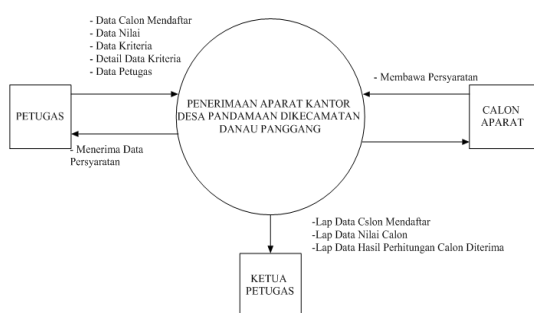 - Data Calon Mendaftar
- Data Nilai
- Data Kriteria
- Detail Data Kriteria
- Data Petugas
PETUGAS
- Menerima Data
Persyaratan
PENERIMAAN APARAT KANTOR
DESA PANDAMAAN DIKECAMATAN
DANAU PANGGANG
- Membawa Persyaratan
CALON
APARAT
-Lap Data Cslon Mendaftar
-Lap Data Nilai Calon
-Lap Data Hasil Perhitungan Calon Diterima
KETUA
PETUGAS